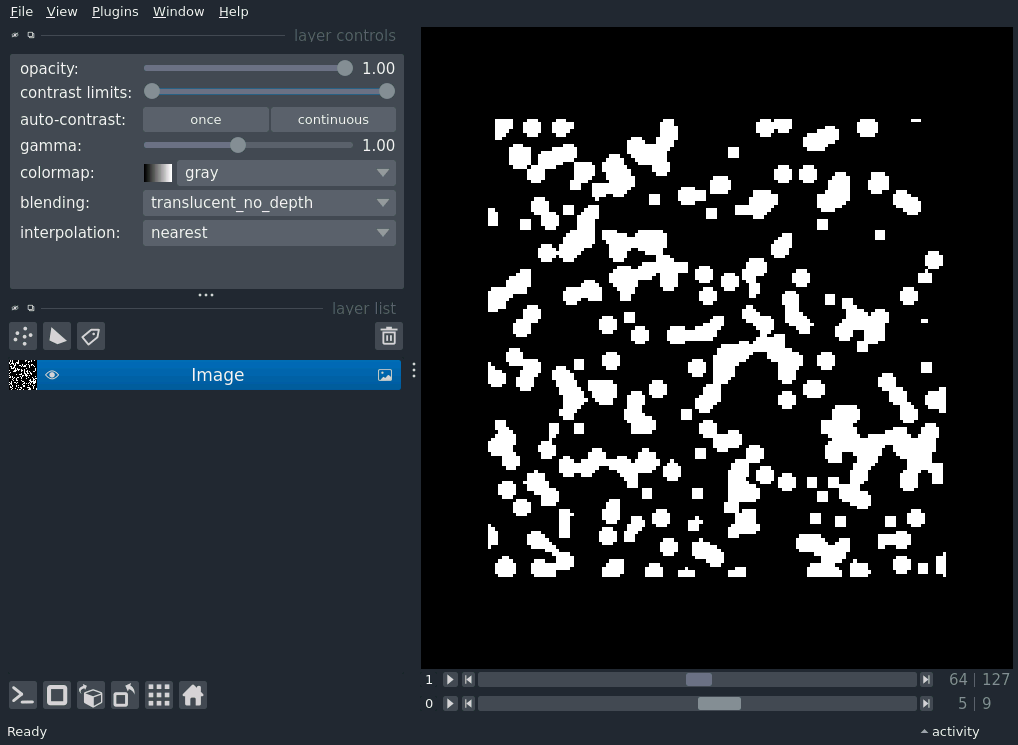 File View Plugins Window Help
layer controls
opacity: 1.00
contrast limits:
auto-contrast: once continuous
gamma: 1.00
colormap: gray
blending: translucent_no_depth
interpolation: nearest
layer list
Image
1 64 | 127
0 5 | 9
Ready activity